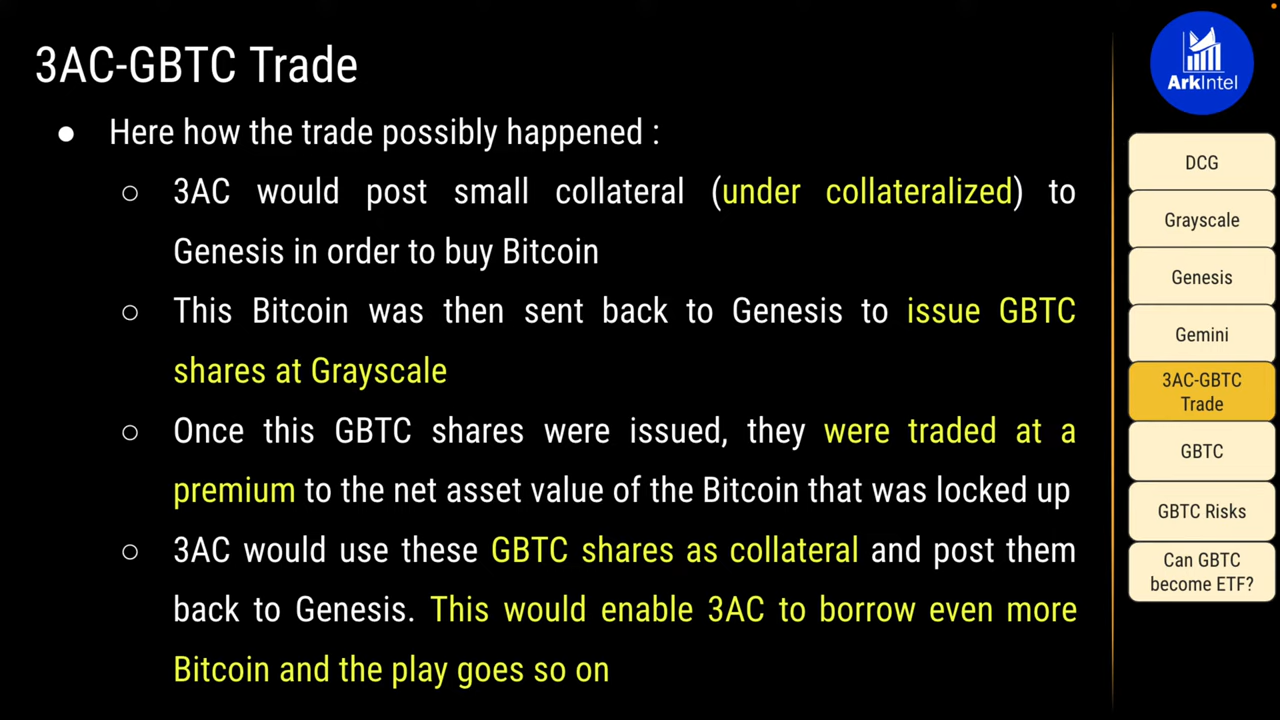 3AC-GBTC Trade
● Here how the trade possibly happened :
○ 3AC would post small collateral (under collateralized) to
Genesis in order to buy Bitcoin
○ This Bitcoin was then sent back to Genesis to issue GBTC
shares at Grayscale
○ Once this GBTC shares were issued, they were traded at a
premium to the net asset value of the Bitcoin that was locked up
○ 3AC would use these GBTC shares as collateral and post them
back to Genesis. This would enable 3AC to borrow even more
Bitcoin and the play goes so on
ArkIntel
DCG
Grayscale
Genesis
Gemini
3AC-GBTC
Trade
GBTC
GBTC Risks
Can GBTC
become ETF?